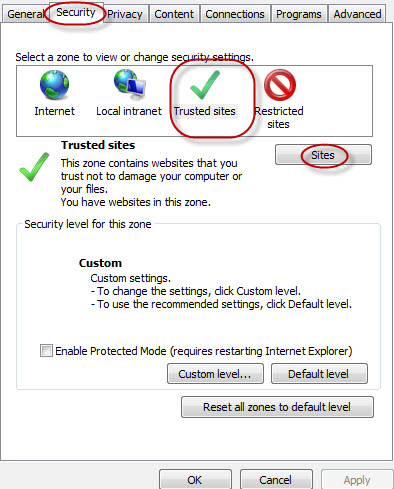 General Security Privacy Content Connections Programs Advanced
Select a zone to view or change security settings.
Internet Local intranet Trusted sites Restricted sites
Trusted sites
Sites
This zone contains websites that you
trust not to damage your computer or
your files.
You have websites in this zone.
Security level for this zone
Custom
Custom settings.
- To change the settings, click Custom level.
- To use the recommended settings, click Default level.
Enable Protected Mode (requires restarting Internet Explorer)
Custom level... Default level
Reset all zones to default level
OK Cancel Apply